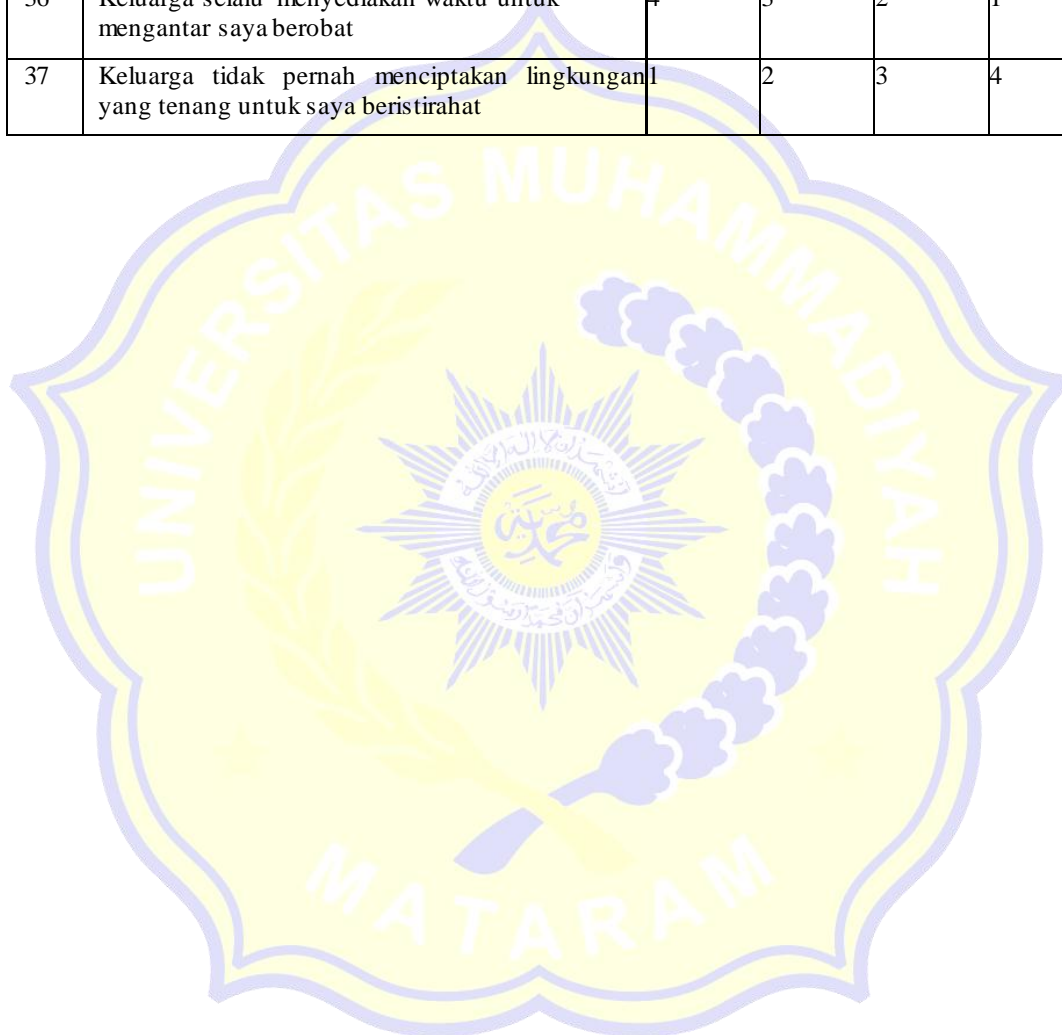 36 Keluarga selalu menyediakan waktu untuk 4 3 2 1
mengantar saya berobat
37 Keluarga tidak pernah menciptakan lingkungan 1 2 3 4
yang tenang untuk saya beristirahat
UNIVERSITAS MUHAMMADIYAH
MATARAM